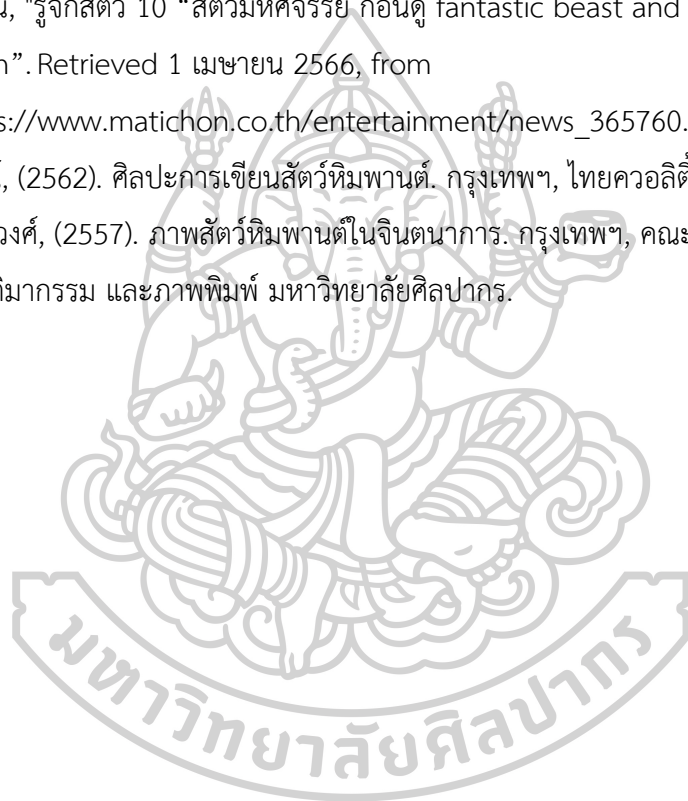 น, "รู้จักสัตว์ 10 “สัตว์มหัศจรรย์ ก่อนดู fantastic beast and
”. Retrieved 1 เมษายน 2566, from
s://www.matichon.co.th/entertainment/news_365760.
, (2562). ศิลปะการเขียนสัตว์หิมพานต์. กรุงเทพฯ, ไทยควอลิตี้
วงศ์, (2557). ภาพสัตว์หิมพานต์ในจินตนาการ. กรุงเทพฯ, คณะ
ติมากรรม และภาพพิมพ์ มหาวิทยาลัยศิลปากร.
มหาวิทยาลัยศิลปากร